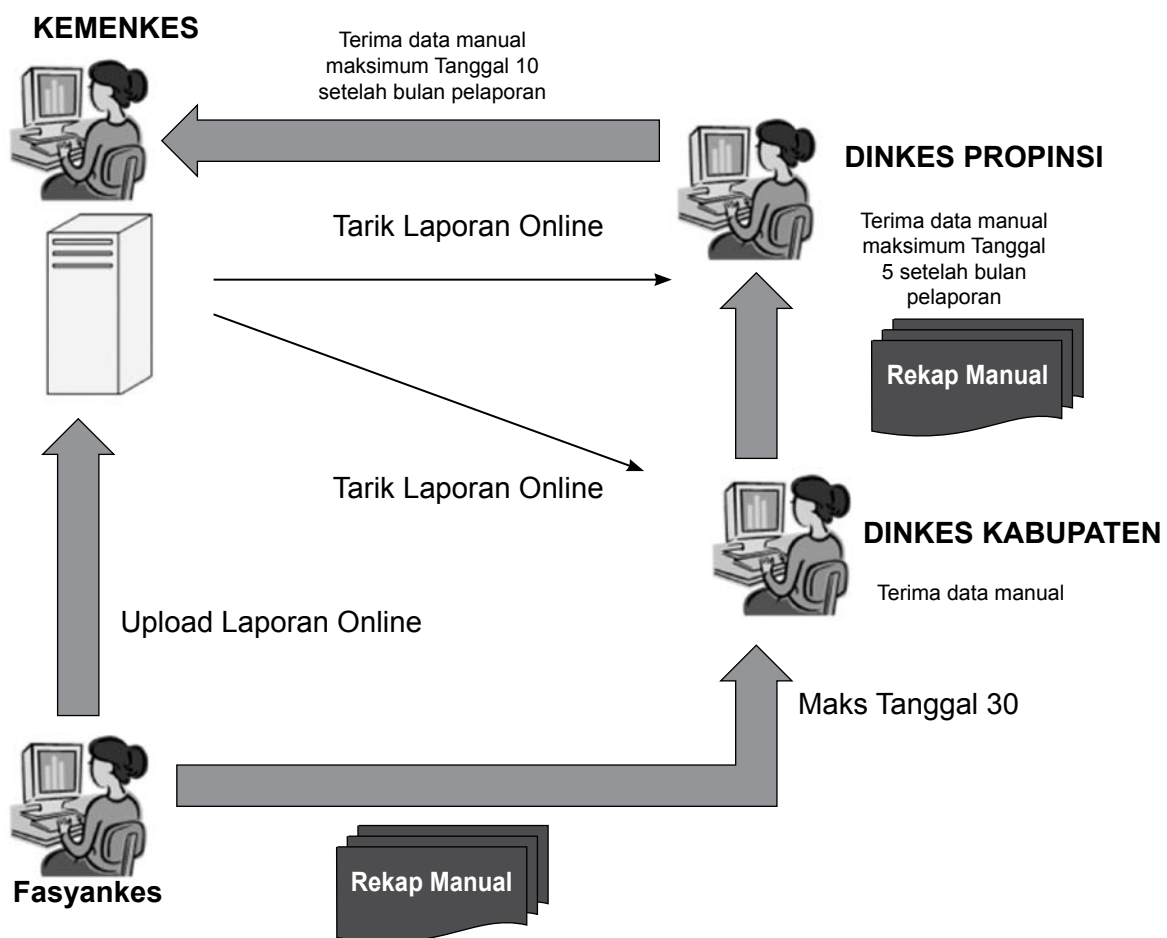 KEMENKES
Terima data manual
maksimum Tanggal 10
setelah bulan pelaporan
DINKES PROPINSI
Tarik Laporan Online
Terima data manual
maksimum Tanggal
5 setelah bulan
pelaporan
Rekap Manual
Tarik Laporan Online
DINKES KABUPATEN
Terima data manual
Upload Laporan Online
Maks Tanggal 30
Fasyankes
Rekap Manual